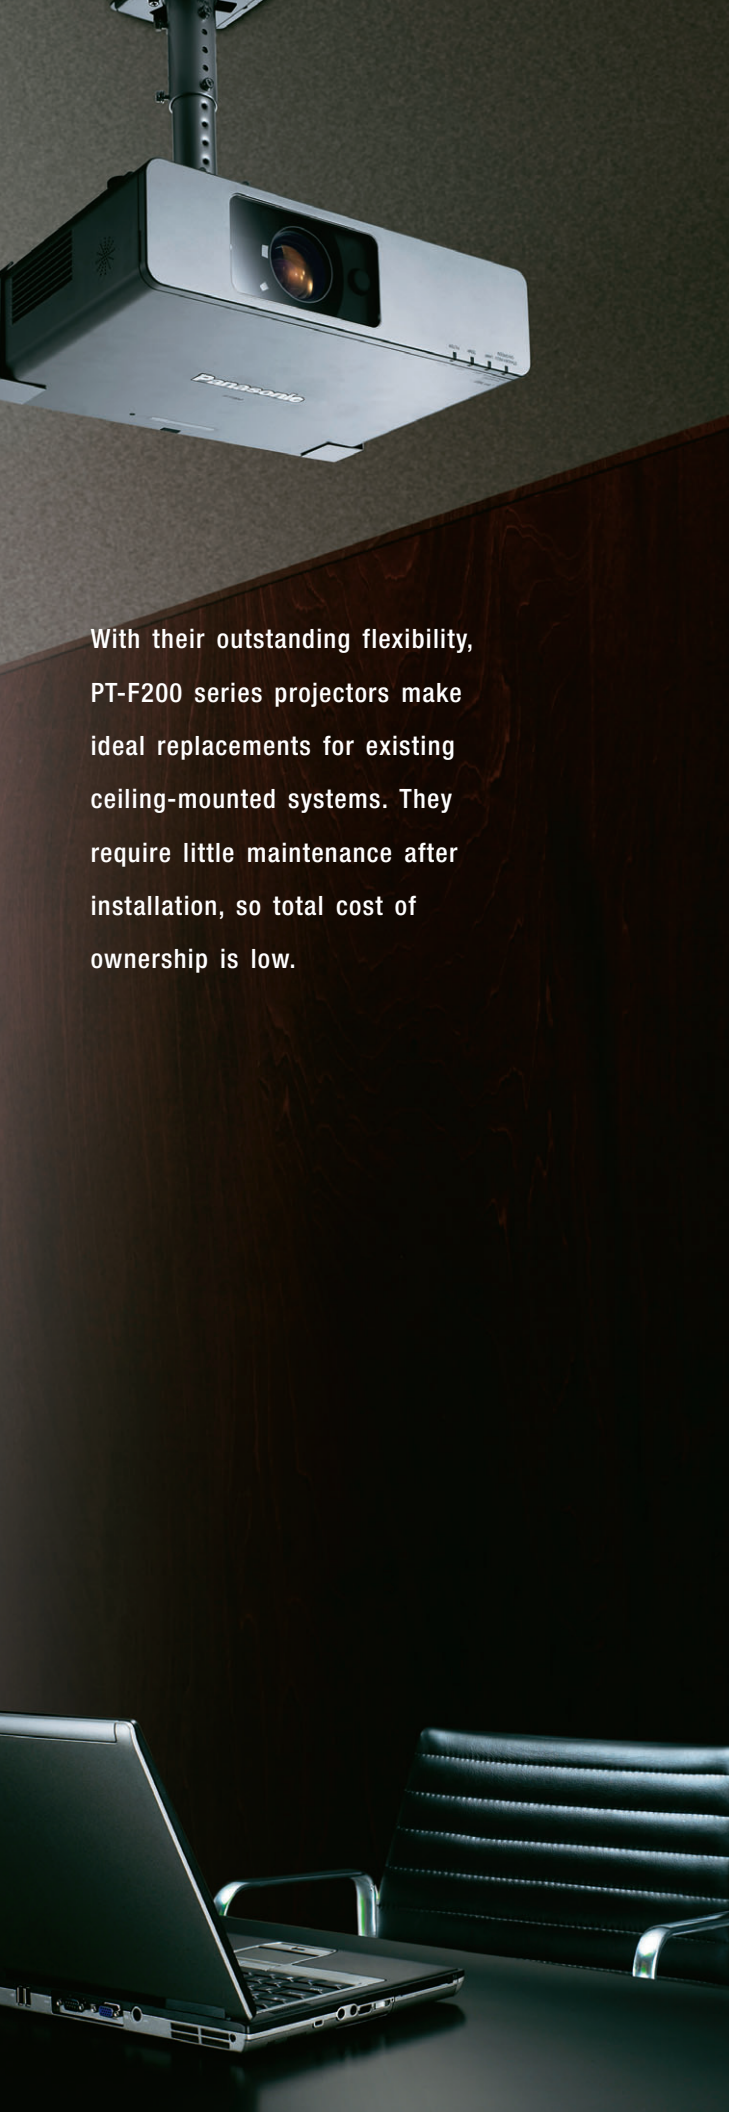 Panasonic
With their outstanding flexibility,
PT-F200 series projectors make
ideal replacements for existing
ceiling-mounted systems. They
require little maintenance after
installation, so total cost of
ownership is low.